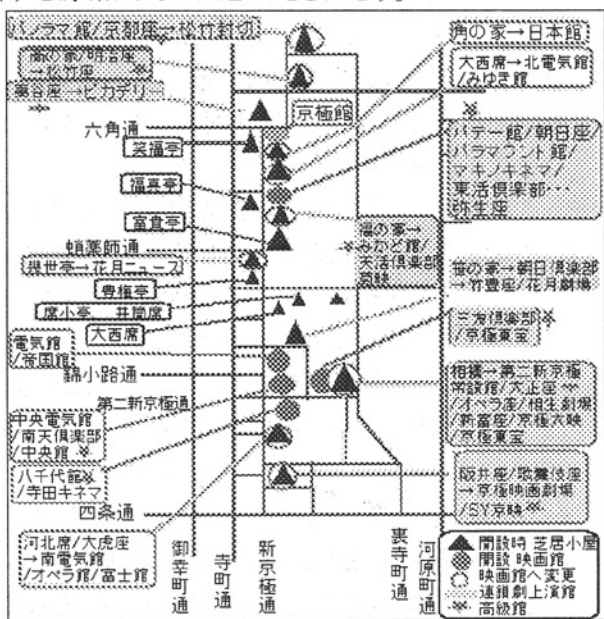 パノラマ館/京都座→松竹封切
高の家/明治座
→松竹座
夷谷座→ピカデリ
京極館
六角通
笑福亭
福真亭
富貴亭
蛸薬師通
幾世亭→花月ニュース
豊梅亭
席小亭、井筒席
大西席
電気館
/帝国館
錦小路通
第二新京極通
中央電気館
/南天倶楽部
/中央館
八千代館
/寺田キネマ
四条通
河北席/大虎座
→南電気館
/オペラ館/富士館
御幸町通
寺町通
新京極通
裏寺町通
河原町通
角の家→日本館
大西席→北電気館
/みゆき館
パテー館/朝日座/
パラマウント館/
マキノキネマ/
東活倶楽部…
弥生座
福の家→
みかど館/
天活倶楽部
笹の家→朝日倶楽部
→竹豊座/花月劇場
三友倶楽部
/京極東宝
相模→第二新京極
常設館/大正座
/オペラ座/相生劇場
/新富座/京極大映
/京極東宝
阪井座/歌舞伎座
→京極映画劇場
/SY京映
開設時 芝居小屋
開設 映画館
映画館へ変更
連鎖劇上演館
高級館